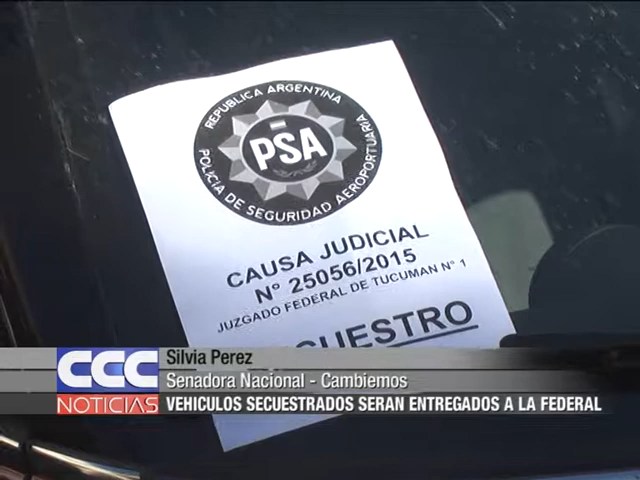 REPUBLICA ARGENTINA
PSA
POLICIA DE SEGURIDAD AEROPORTUARIA
CAUSA JUDICIAL
N° 25056/2015
JUZGADO FEDERAL DE TUCUMAN N° 1
CCC
NOTICIAS
Silvia Perez
Senadora Nacional - Cambiemos
VEHICULOS SECUESTRADOS SERAN ENTREGADOS A LA FEDERAL